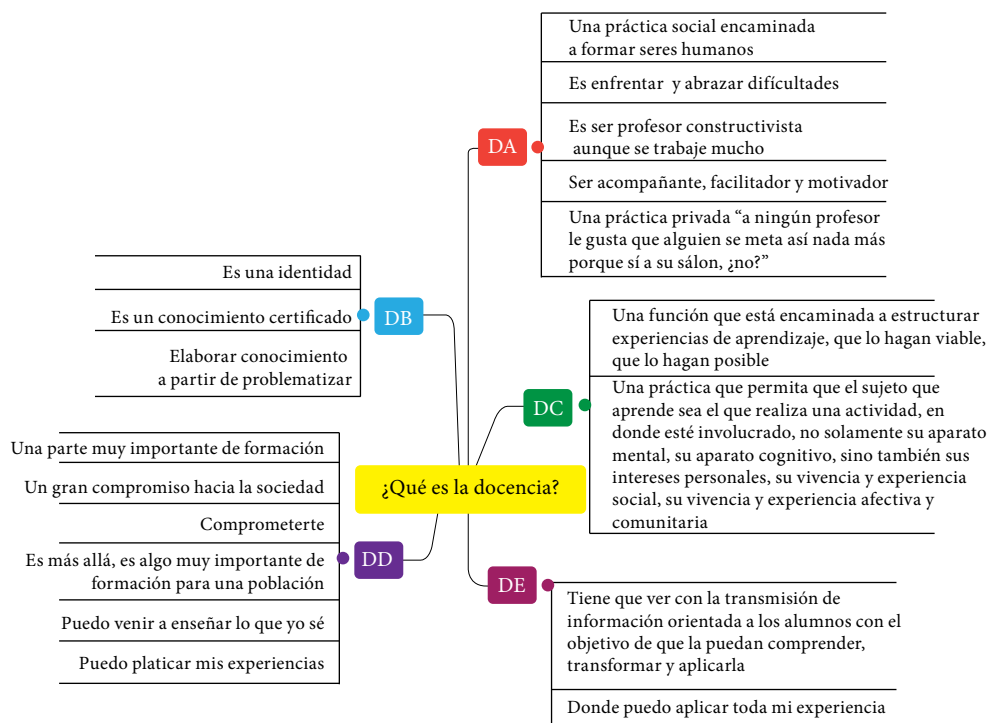 ¿Qué es la docencia?
DA
Una práctica social encaminada
a formar seres humanos
Es enfrentar y abrazar difícultades
Es ser profesor constructivista
aunque se trabaje mucho
Ser acompañante, facilitador y motivador
Una práctica privada “a ningún profesor
le gusta que alguien se meta así nada más
porque sí a su sálon, ¿no?”
DB
Es una identidad
Es un conocimiento certificado
Elaborar conocimiento
a partir de problematizar
DC
Una función que está encaminada a estructurar
experiencias de aprendizaje, que lo hagan viable,
que lo hagan posible
Una práctica que permita que el sujeto que
aprende sea el que realiza una actividad, en
donde esté involucrado, no solamente su aparato
mental, su aparato cognitivo, sino también sus
intereses personales, su vivencia y experiencia
social, su vivencia y experiencia afectiva y
comunitaria
DD
Una parte muy importante de formación
Un gran compromiso hacia la sociedad
Comprometerte
Es más allá, es algo muy importante de
formación para una población
Puedo venir a enseñar lo que yo sé
Puedo platicar mis experiencias
DE
Tiene que ver con la transmisión de
información orientada a los alumnos con el
objetivo de que la puedan comprender,
transformar y aplicarla
Donde puedo aplicar toda mi experiencia